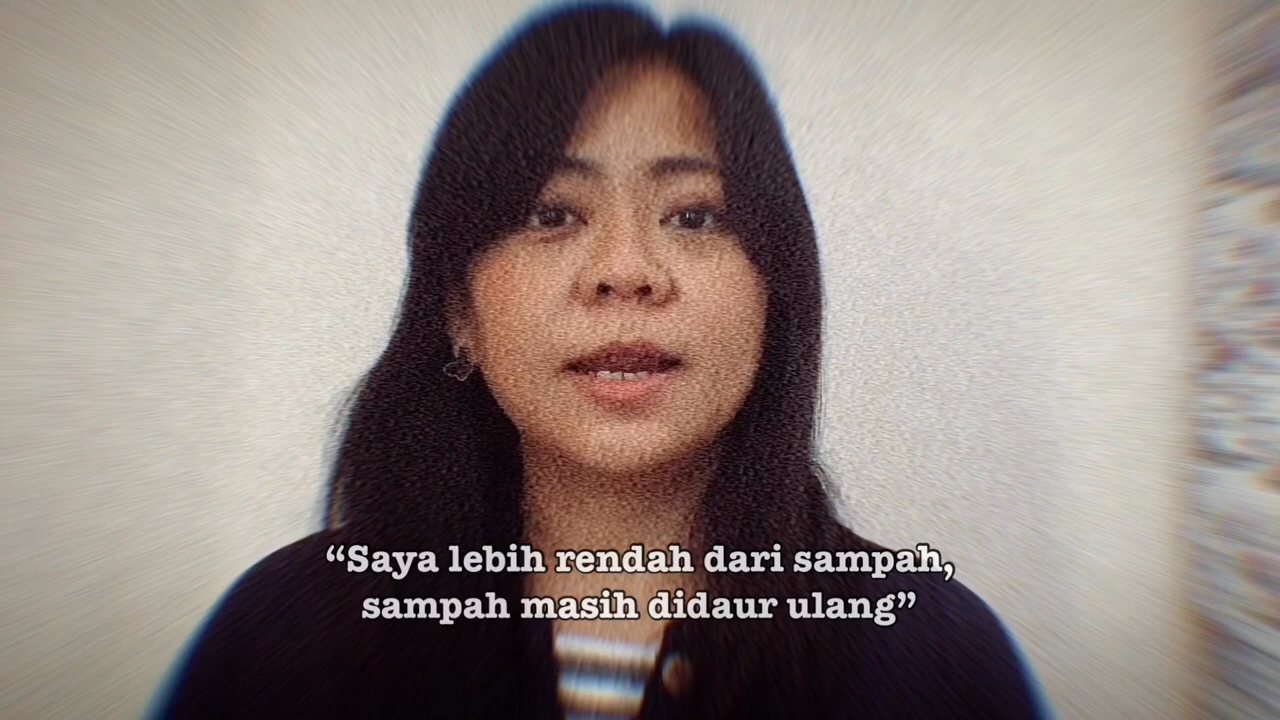 “Saya lebih rendah dari sampah,
sampah masih didaur ulang”